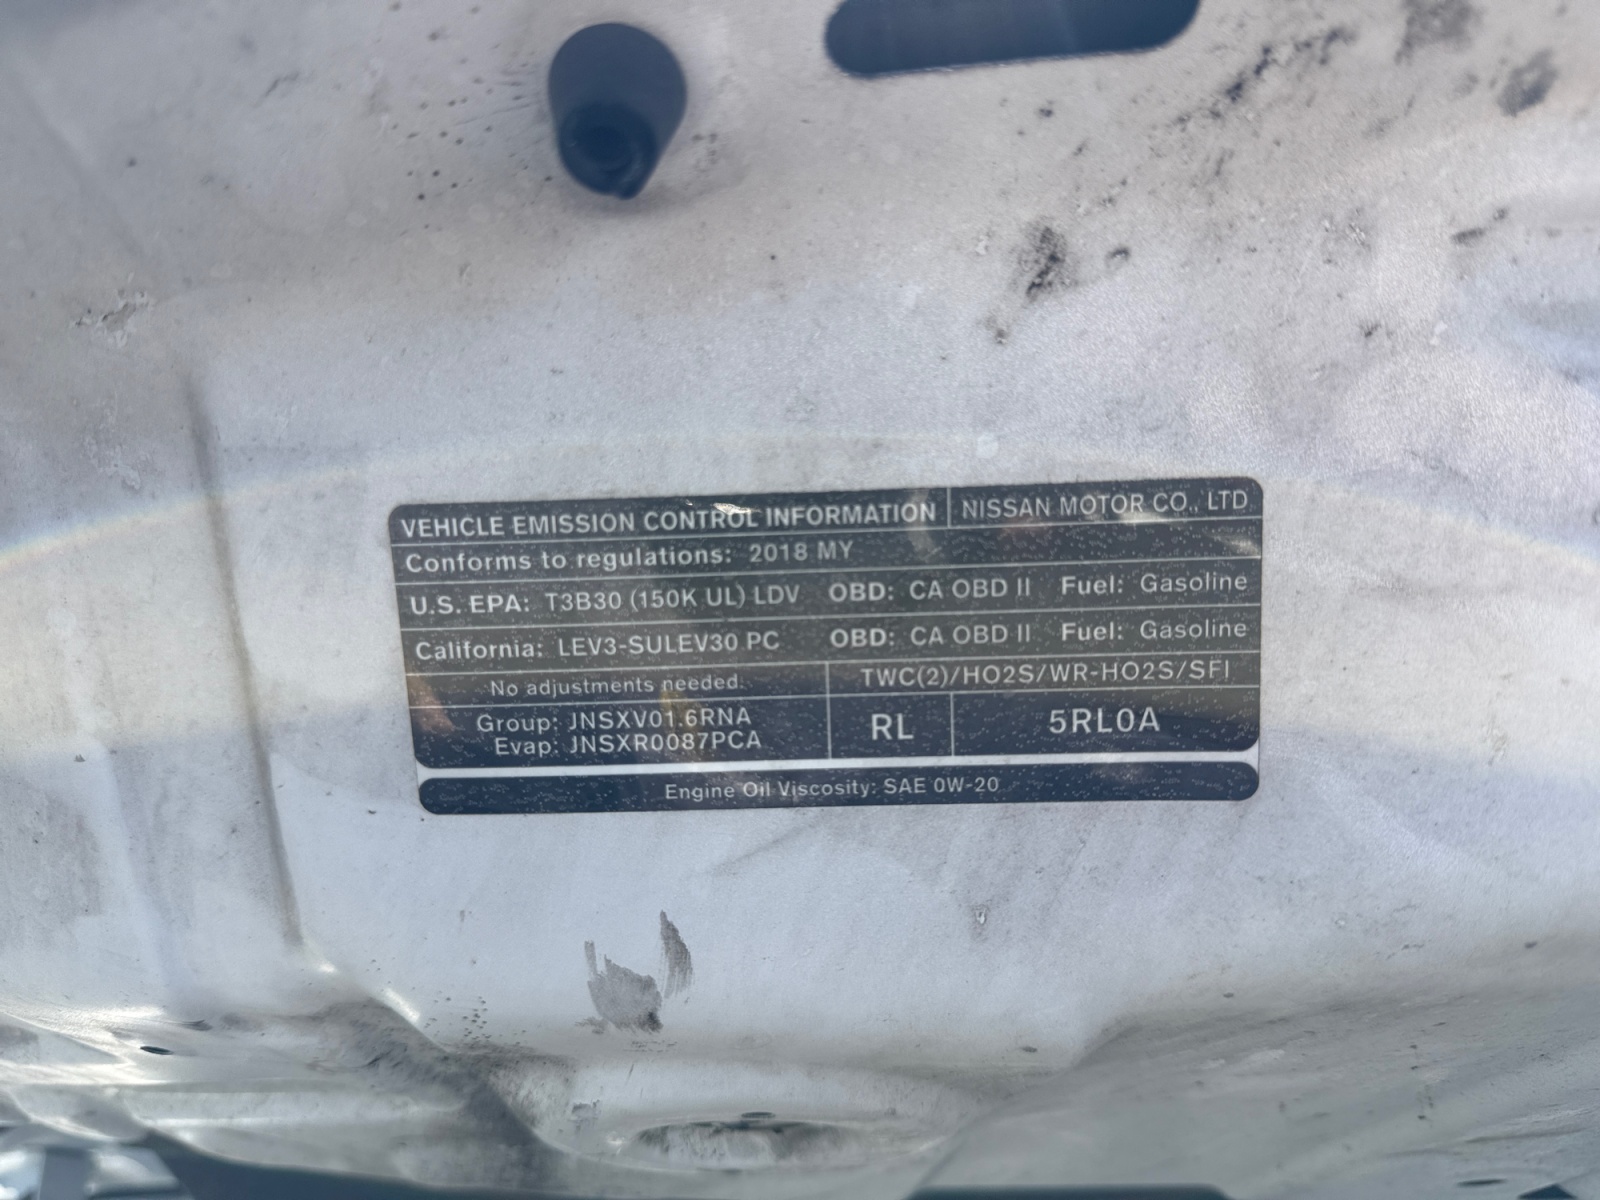 VEHICLE EMISSION CONTROL INFORMATION NISSAN MOTOR CO., LTD
Conforms to regulations: 2018 MY
U.S. EPA: T3B30 (150K UL) LDV OBD: CA OBD II Fuel: Gasoline
California: LEV3-SULEV30 PC OBD: CA OBD II Fuel: Gasoline
No adjustments needed. TWC(2)/HO2S/WR-HO2S/SFI
Group: JNSXV01.6RNA
Evap: JNSXR0087PCA
RL
5RL0A
Engine Oil Viscosity: SAE 0W-20